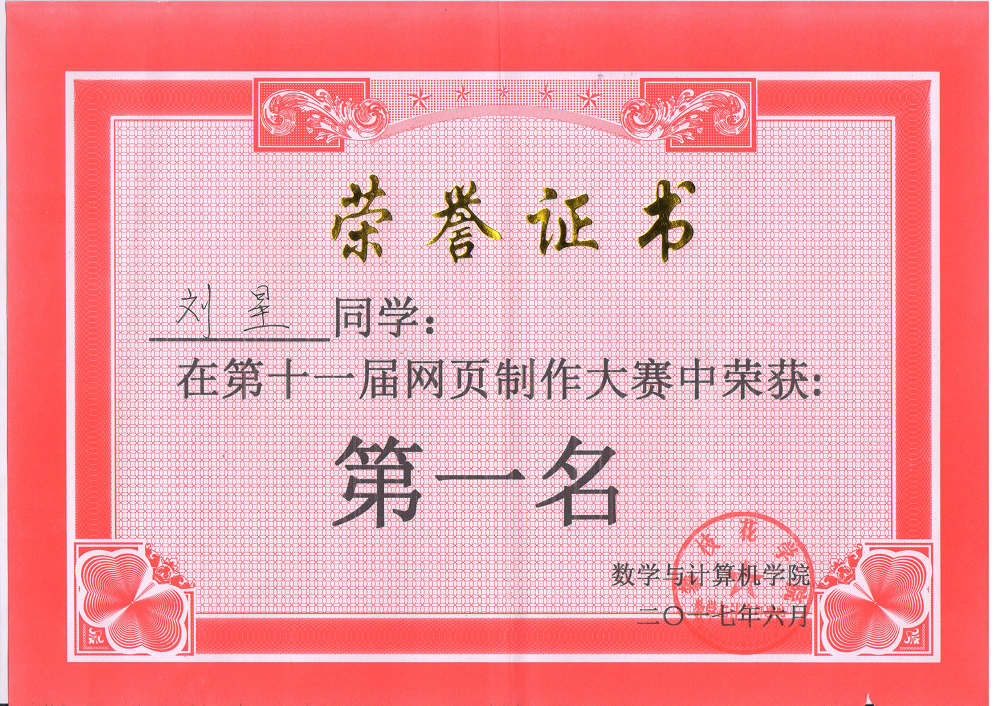 荣誉证书
刘星 同学：
在第十一届网页制作大赛中荣获:
第一名
枝花学院
数学与计算机学院
二〇一七年六月